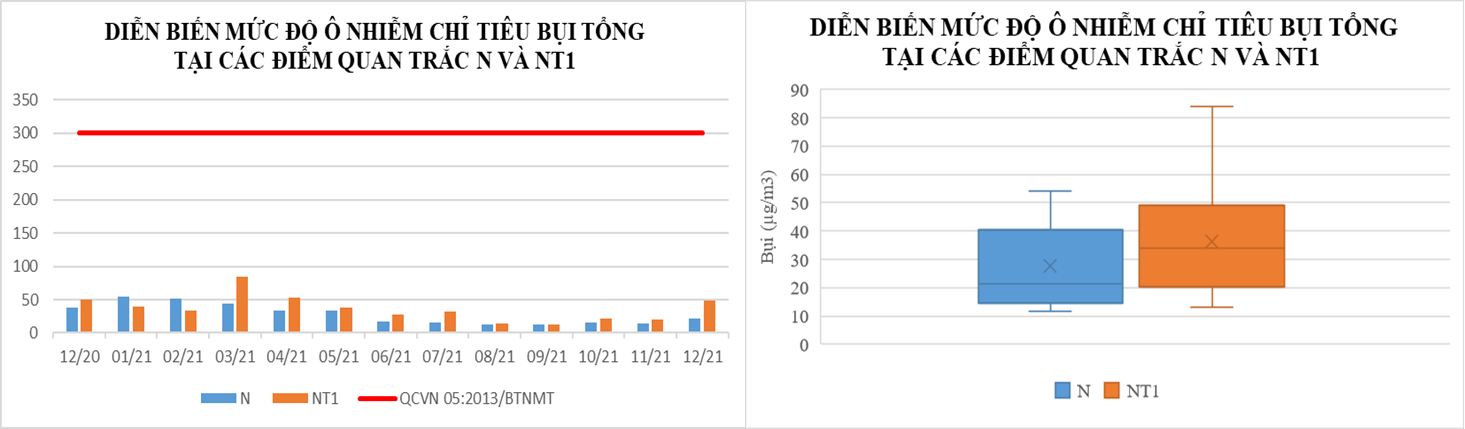 DIỄN BIẾN MỨC ĐỘ Ô NHIỄM CHỈ TIÊU BỤI TỔNG
TẠI CÁC ĐIỂM QUAN TRẮC N VÀ NT1
350
300
250
200
150
100
50
0
12/20 01/21 02/21 03/21 04/21 05/21 06/21 07/21 08/21 09/21 10/21 11/21 12/21
N NT1 QCVN 05:2013/BTNMT
DIỄN BIẾN MỨC ĐỘ Ô NHIỄM CHỈ TIÊU BỤI TỔNG
TẠI CÁC ĐIỂM QUAN TRẮC N VÀ NT1
Bụi (µg/m3)
90
80
70
60
50
40
30
20
10
0
N NT1